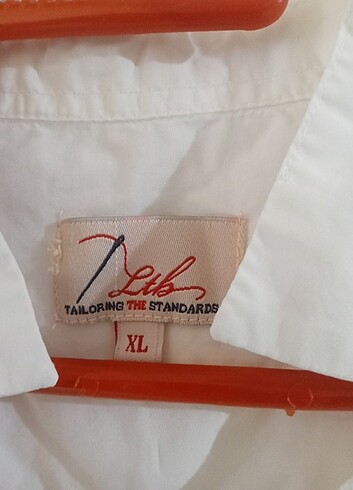 Ltb
TAILORING THE STANDARDS
XL